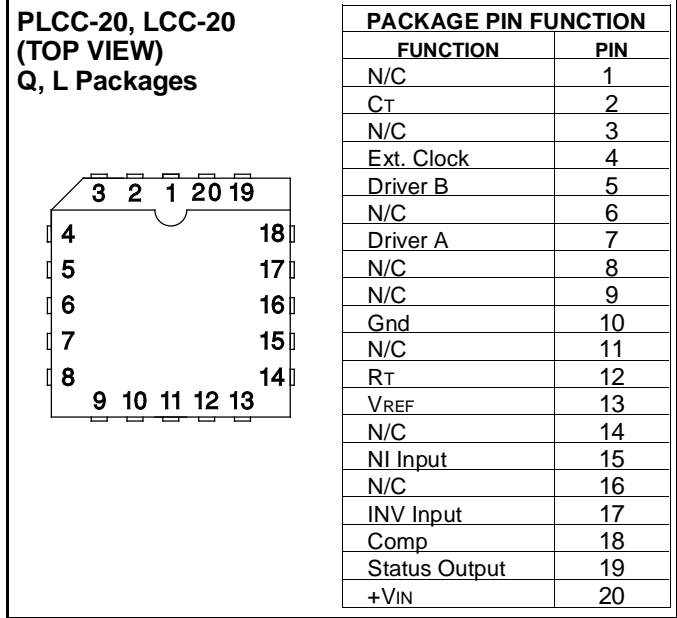 PLCC-20, LCC-20
(TOP VIEW)
Q, L Packages
3 2 1 20 19
4 18
5 17
6 16
7 15
8 14
9 10 11 12 13
PACKAGE PIN FUNCTION
FUNCTION PIN
N/C 1
CT 2
N/C 3
Ext. Clock 4
Driver B 5
N/C 6
Driver A 7
N/C 8
N/C 9
Gnd 10
N/C 11
RT 12
VREF 13
N/C 14
NI Input 15
N/C 16
INV Input 17
Comp 18
Status Output 19
+VIN 20